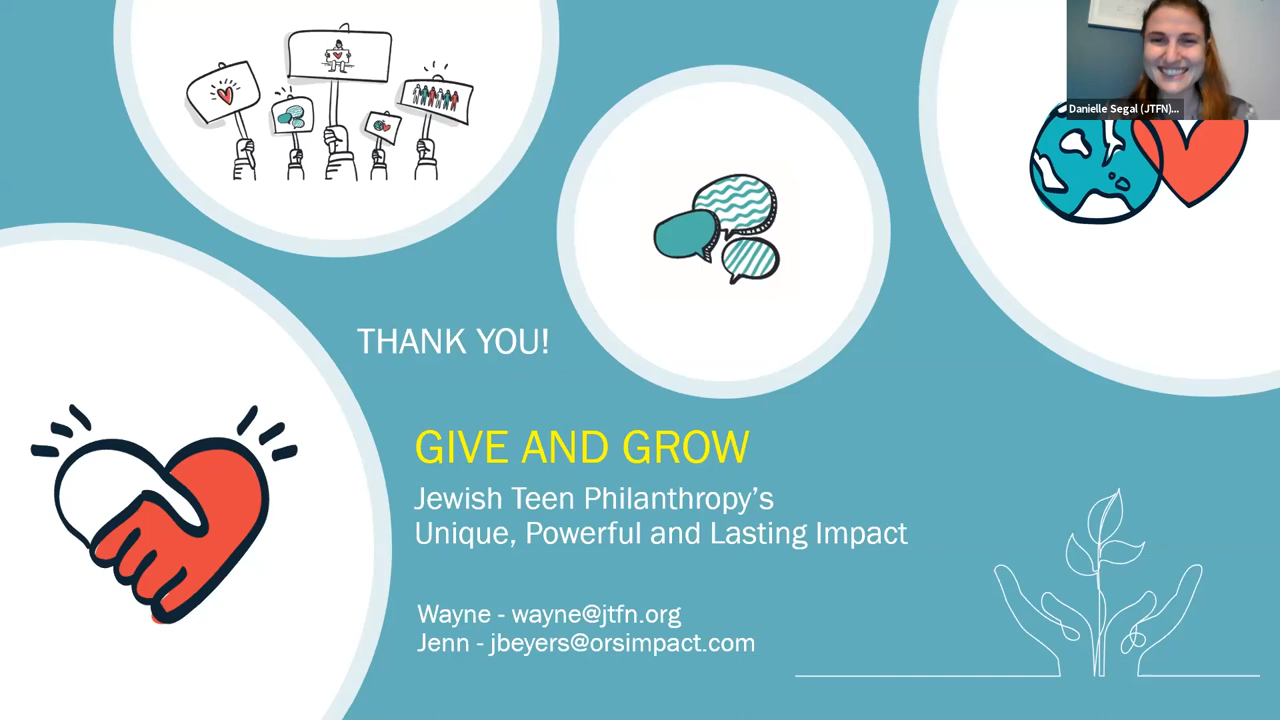 Danielle Segal (JTFN)...
THANK YOU!
GIVE AND GROW
Jewish Teen Philanthropy’s
Unique, Powerful and Lasting Impact
Wayne - wayne@jtfn.org
Jenn - jbeyers@orsimpact.com